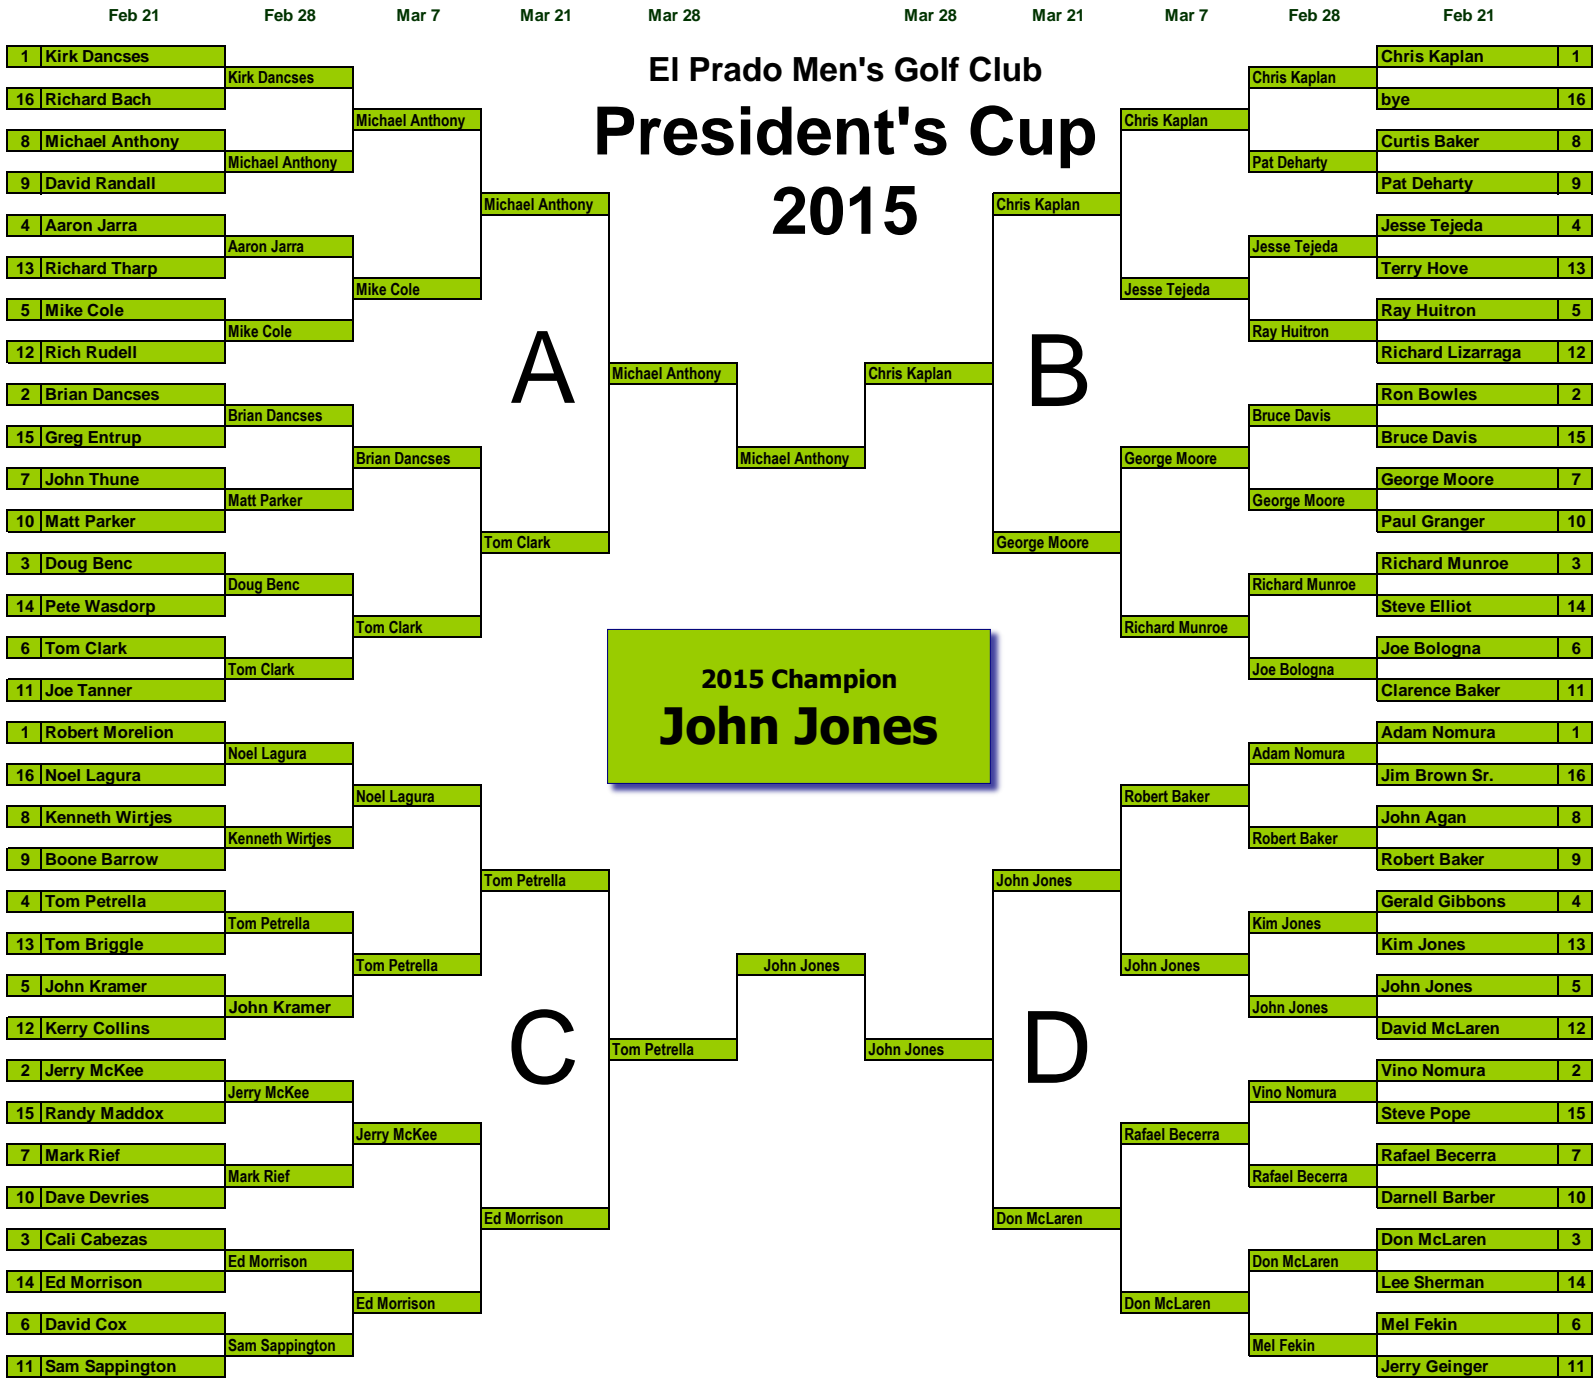 Feb 21 Feb 28 Mar 7 Mar 21 Mar 28 Mar 28 Mar 21 Mar 7 Feb 28 Feb 21
El Prado Men's Golf Club
President's Cup
2015
1 Kirk Dancses
16 Richard Bach
8 Michael Anthony
9 David Randall
4 Aaron Jarra
13 Richard Tharp
5 Mike Cole
12 Rich Rudell
2 Brian Dancses
15 Greg Entrup
7 John Thune
10 Matt Parker
3 Doug Benc
14 Pete Wasdorp
6 Tom Clark
11 Joe Tanner
Kirk Dancses
Michael Anthony
Aaron Jarra
Mike Cole
Brian Dancses
Matt Parker
Doug Benc
Tom Clark
Michael Anthony
Mike Cole
Brian Dancses
Tom Clark
Michael Anthony
Tom Clark
A
Michael Anthony
Michael Anthony
Chris Kaplan
B
Chris Kaplan
George Moore
Chris Kaplan
Jesse Tejeda
George Moore
Richard Munroe
Chris Kaplan
Pat Deharty
Jesse Tejeda
Ray Huitron
Bruce Davis
George Moore
Richard Munroe
Joe Bologna
Chris Kaplan 1
bye 16
Curtis Baker 8
Pat Deharty 9
Jesse Tejeda 4
Terry Hove 13
Ray Huitron 5
Richard Lizarraga 12
Ron Bowles 2
Bruce Davis 15
George Moore 7
Paul Granger 10
Richard Munroe 3
Steve Elliot 14
Joe Bologna 6
Clarence Baker 11
2015 Champion
John Jones
1 Robert Morelion
16 Noel Lagura
8 Kenneth Wirtjes
9 Boone Barrow
4 Tom Petrella
13 Tom Briggle
5 John Kramer
12 Kerry Collins
2 Jerry McKee
15 Randy Maddox
7 Mark Rief
10 Dave Devries
3 Cali Cabezas
14 Ed Morrison
6 David Cox
11 Sam Sappington
Noel Lagura
Kenneth Wirtjes
Tom Petrella
John Kramer
Jerry McKee
Mark Rief
Ed Morrison
Sam Sappington
Noel Lagura
Tom Petrella
Jerry McKee
Ed Morrison
Tom Petrella
Ed Morrison
C
Tom Petrella
John Jones
John Jones
D
John Jones
Don McLaren
Robert Baker
John Jones
Rafael Becerra
Don McLaren
Adam Nomura
Robert Baker
Kim Jones
John Jones
Vino Nomura
Rafael Becerra
Don McLaren
Mel Fekin
Adam Nomura 1
Jim Brown Sr. 16
John Agan 8
Robert Baker 9
Gerald Gibbons 4
Kim Jones 13
John Jones 5
David McLaren 12
Vino Nomura 2
Steve Pope 15
Rafael Becerra 7
Darnell Barber 10
Don McLaren 3
Lee Sherman 14
Mel Fekin 6
Jerry Geinger 11